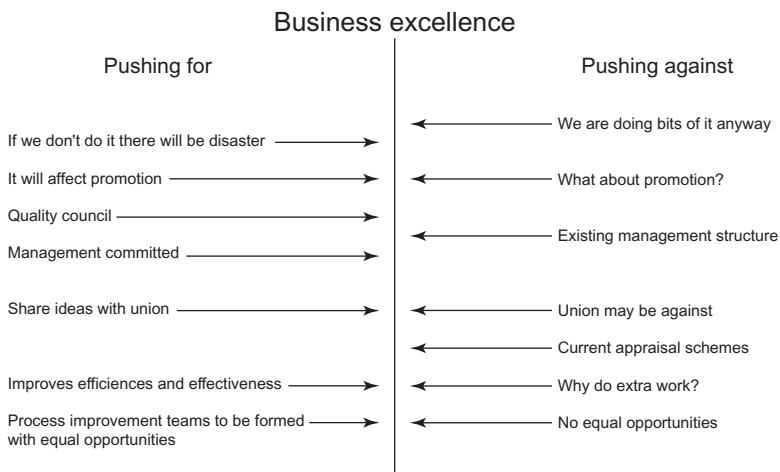 Business excellence
Pushing for
Pushing against
We are doing bits of it anyway
If we don't do it there will be disaster
It will affect promotion
What about promotion?
Quality council
Existing management structure
Management committed
Share ideas with union
Union may be against
Current appraisal schemes
Improves efficiences and effectiveness
Why do extra work?
Process improvement teams to be formed
with equal opportunities
No equal opportunities